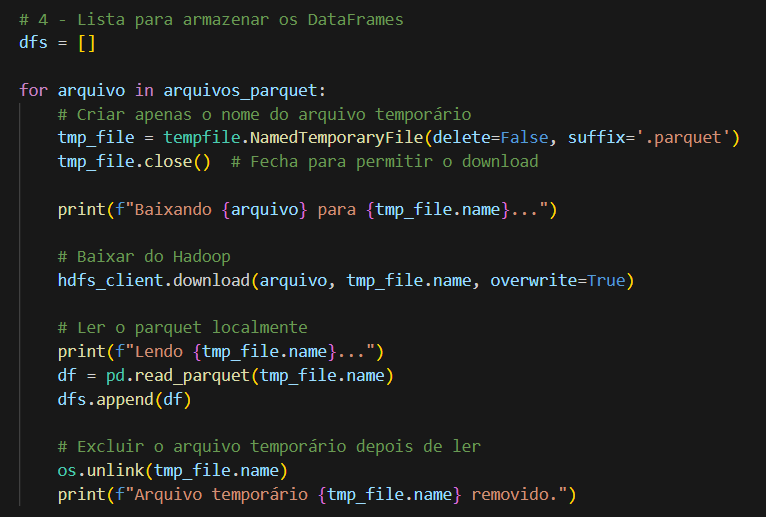 # 4 - Lista para armazenar os DataFrames
dfs = []
for arquivo in arquivos_parquet:
# Criar apenas o nome do arquivo temporário
tmp_file = tempfile.NamedTemporaryFile(delete=False, suffix='.parquet')
tmp_file.close()  # Fecha para permitir o download
print(f"Baixando {arquivo} para {tmp_file.name}...")
# Baixar do Hadoop
hdfs_client.download(arquivo, tmp_file.name, overwrite=True)
# Ler o parquet localmente
print(f"Lendo {tmp_file.name}...")
df = pd.read_parquet(tmp_file.name)
dfs.append(df)
# Excluir o arquivo temporário depois de ler
os.unlink(tmp_file.name)
print(f"Arquivo temporário {tmp_file.name} removido.")